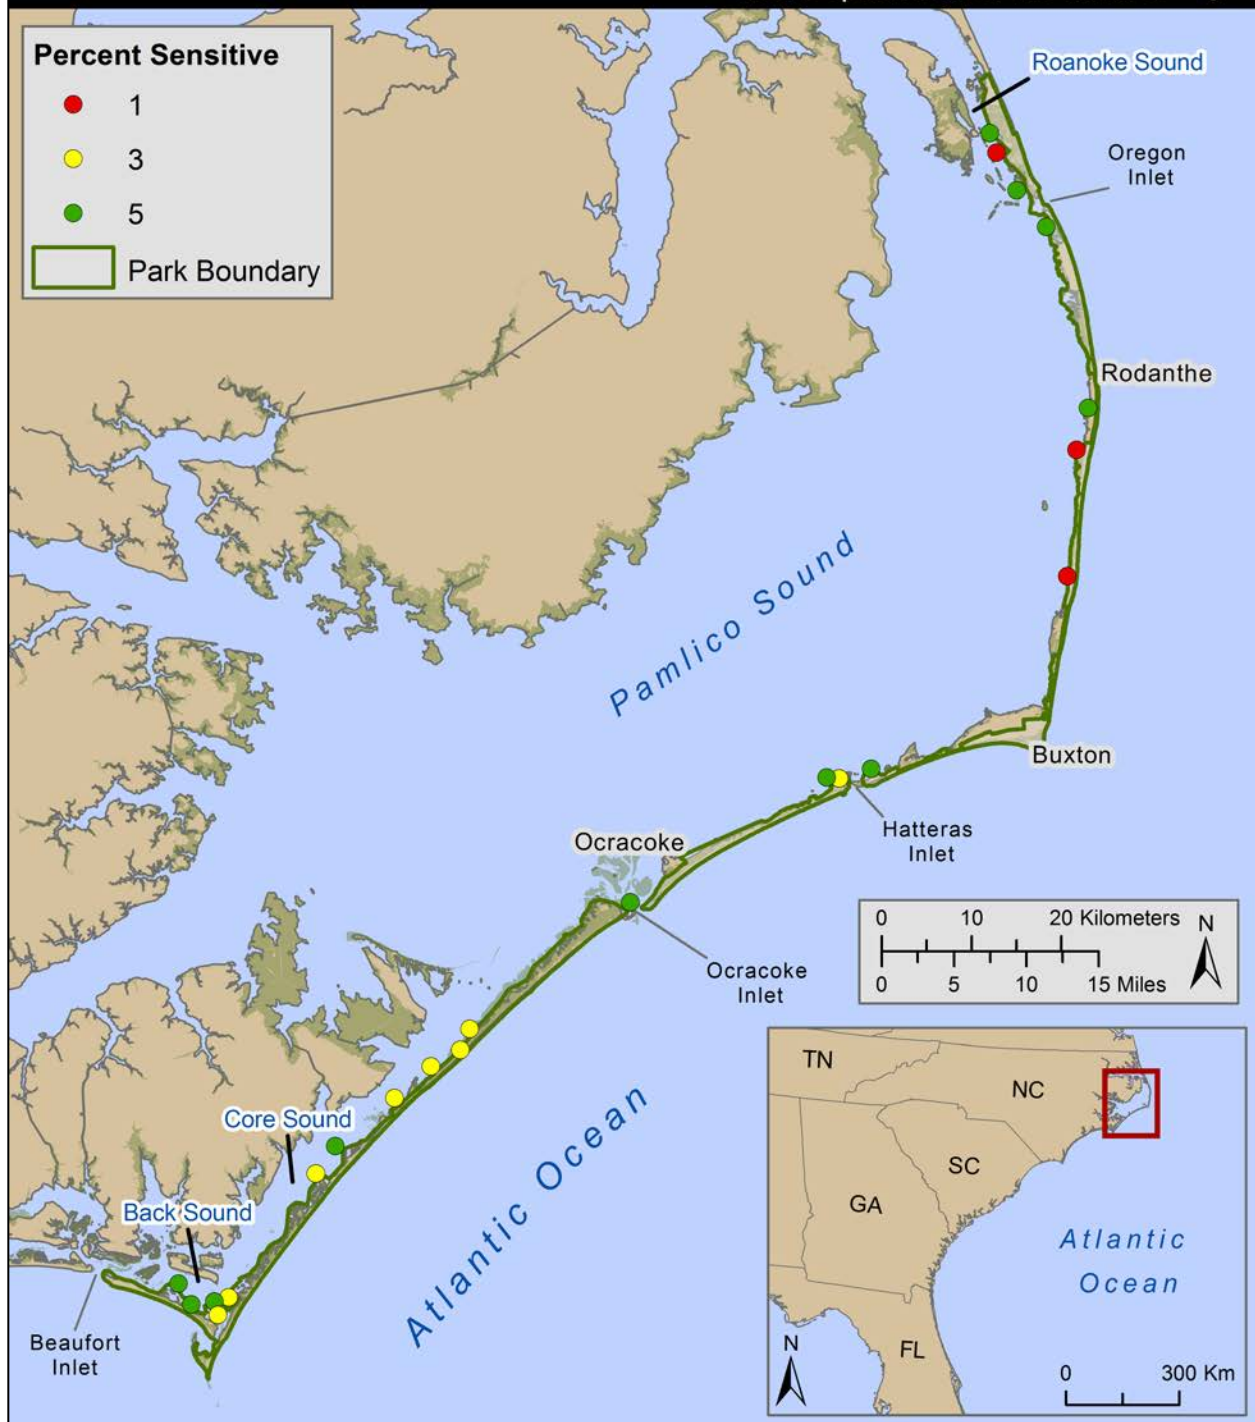 Percent Sensitive
1
3
5
Park Boundary
Roanoke Sound
Oregon
Inlet
Rodanthe
Pamlico Sound
Buxton
Hatteras
Inlet
Ocracoke
Ocracoke
Inlet
0 10 20 Kilometers
0 5 10 15 Miles
N
Core Sound
Back Sound
Atlantic Ocean
Beaufort
Inlet
TN
NC
SC
GA
Atlantic
Ocean
FL
N
0 300 Km